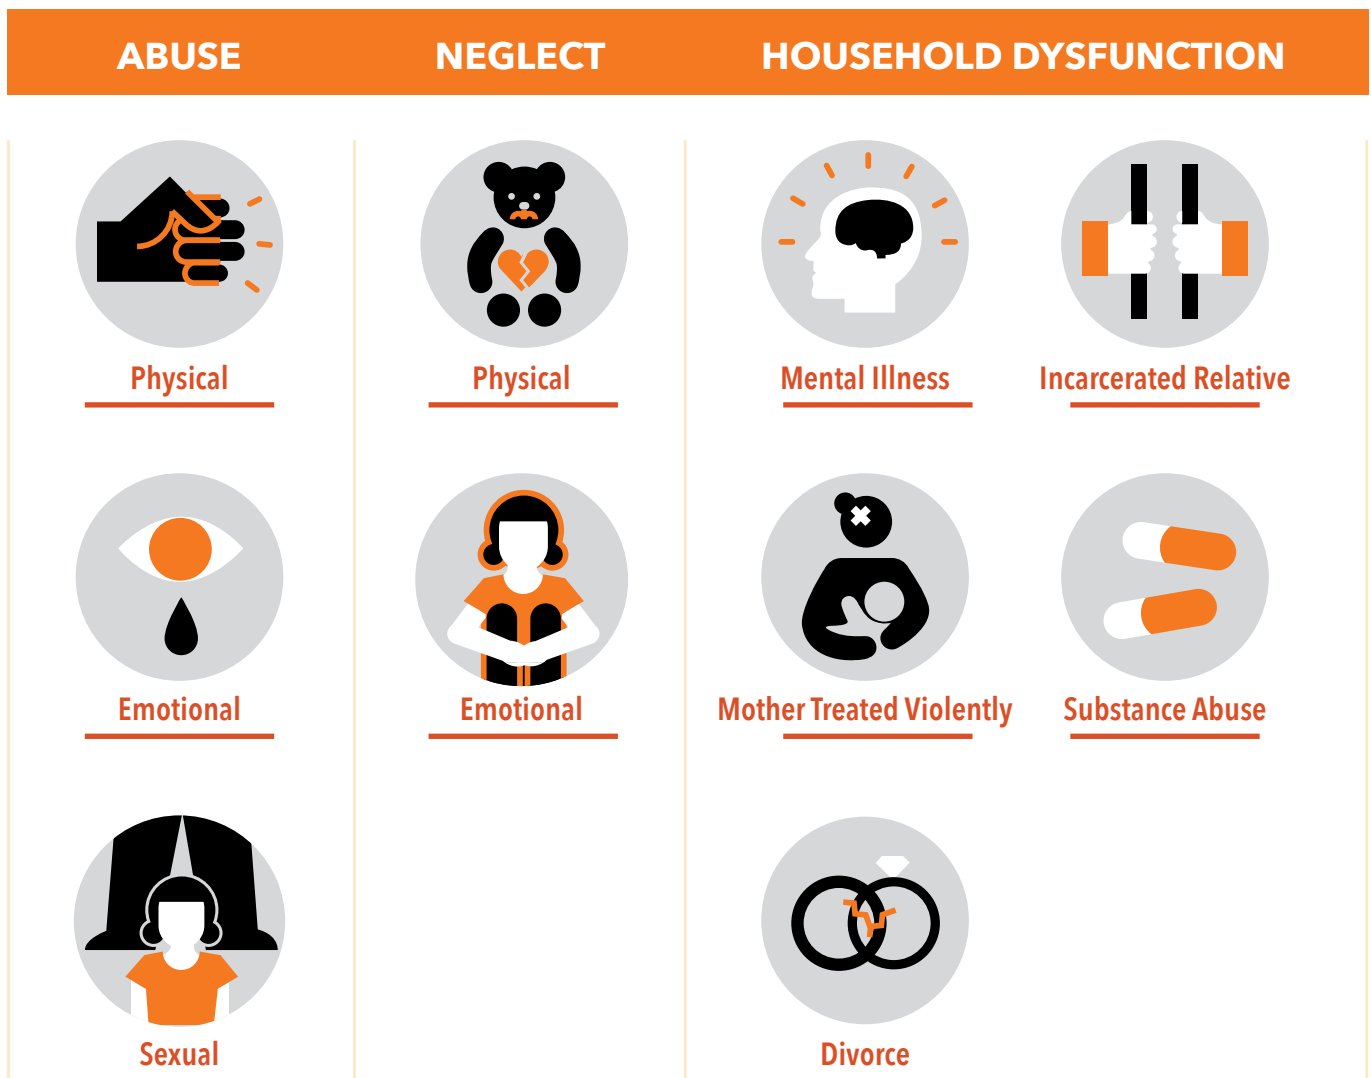 ABUSE
NEGLECT
HOUSEHOLD DYSFUNCTION
Physical
Physical
Mental Illness
Incarcerated Relative
Emotional
Emotional
Mother Treated Violently
Substance Abuse
Sexual
Divorce